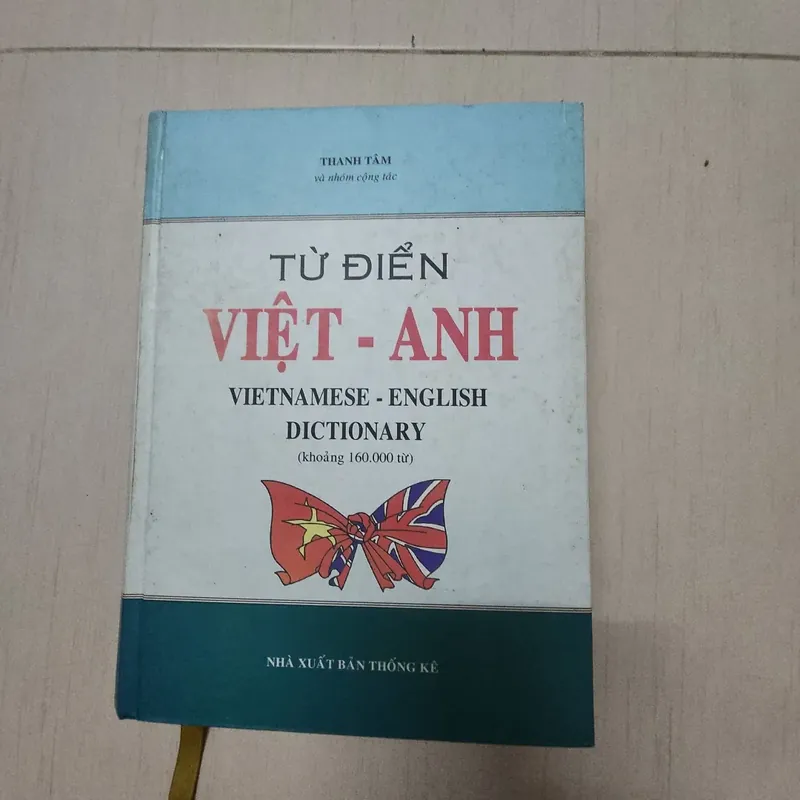 THANH TÂM
và nhóm cộng tác
TỪ ĐIỂN
VIỆT - ANH
VIETNAMESE - ENGLISH
DICTIONARY
(khoảng 160.000 từ)
NHÀ XUẤT BẢN THỐNG KÊ